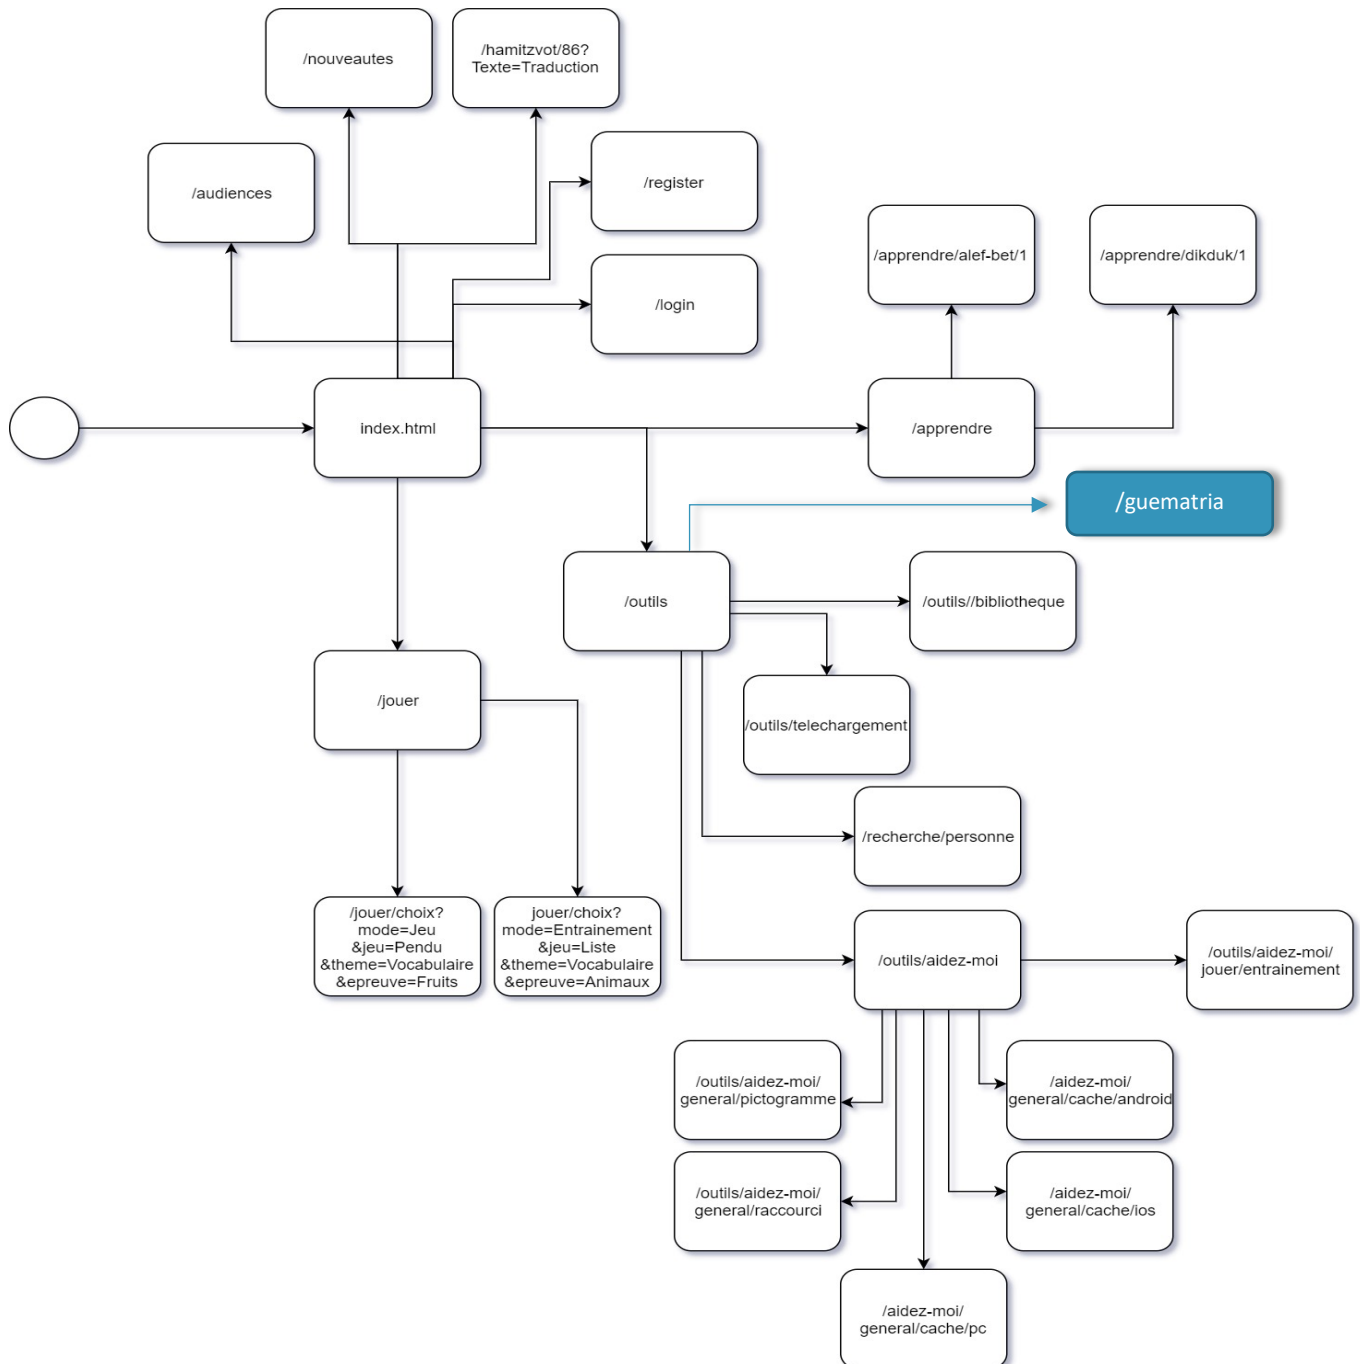 /nouveautes
/hamitzvot/86?
Texte=Traduction
/audiences
/register
/login
/apprendre/alef-bet/1
/apprendre/dikduk/1
index.html
/apprendre
/guematria
/outils
/outils//bibliotheque
/jouer
/outils/telechargement
/recherche/personne
/jouer/choix?
mode=Jeu
&jeu=Pendu
&theme=Vocabulaire
&epreuve=Fruits
jouer/choix?
mode=Entrainement
&jeu=Liste
&theme=Vocabulaire
&epreuve=Animaux
/outils/aidez-moi
/outils/aidez-moi/
jouer/entrainement
/outils/aidez-moi/
general/pictogramme
/aidez-moi/
general/cache/android
/outils/aidez-moi/
general/raccourci
/aidez-moi/
general/cache/ios
/aidez-moi/
general/cache/pc